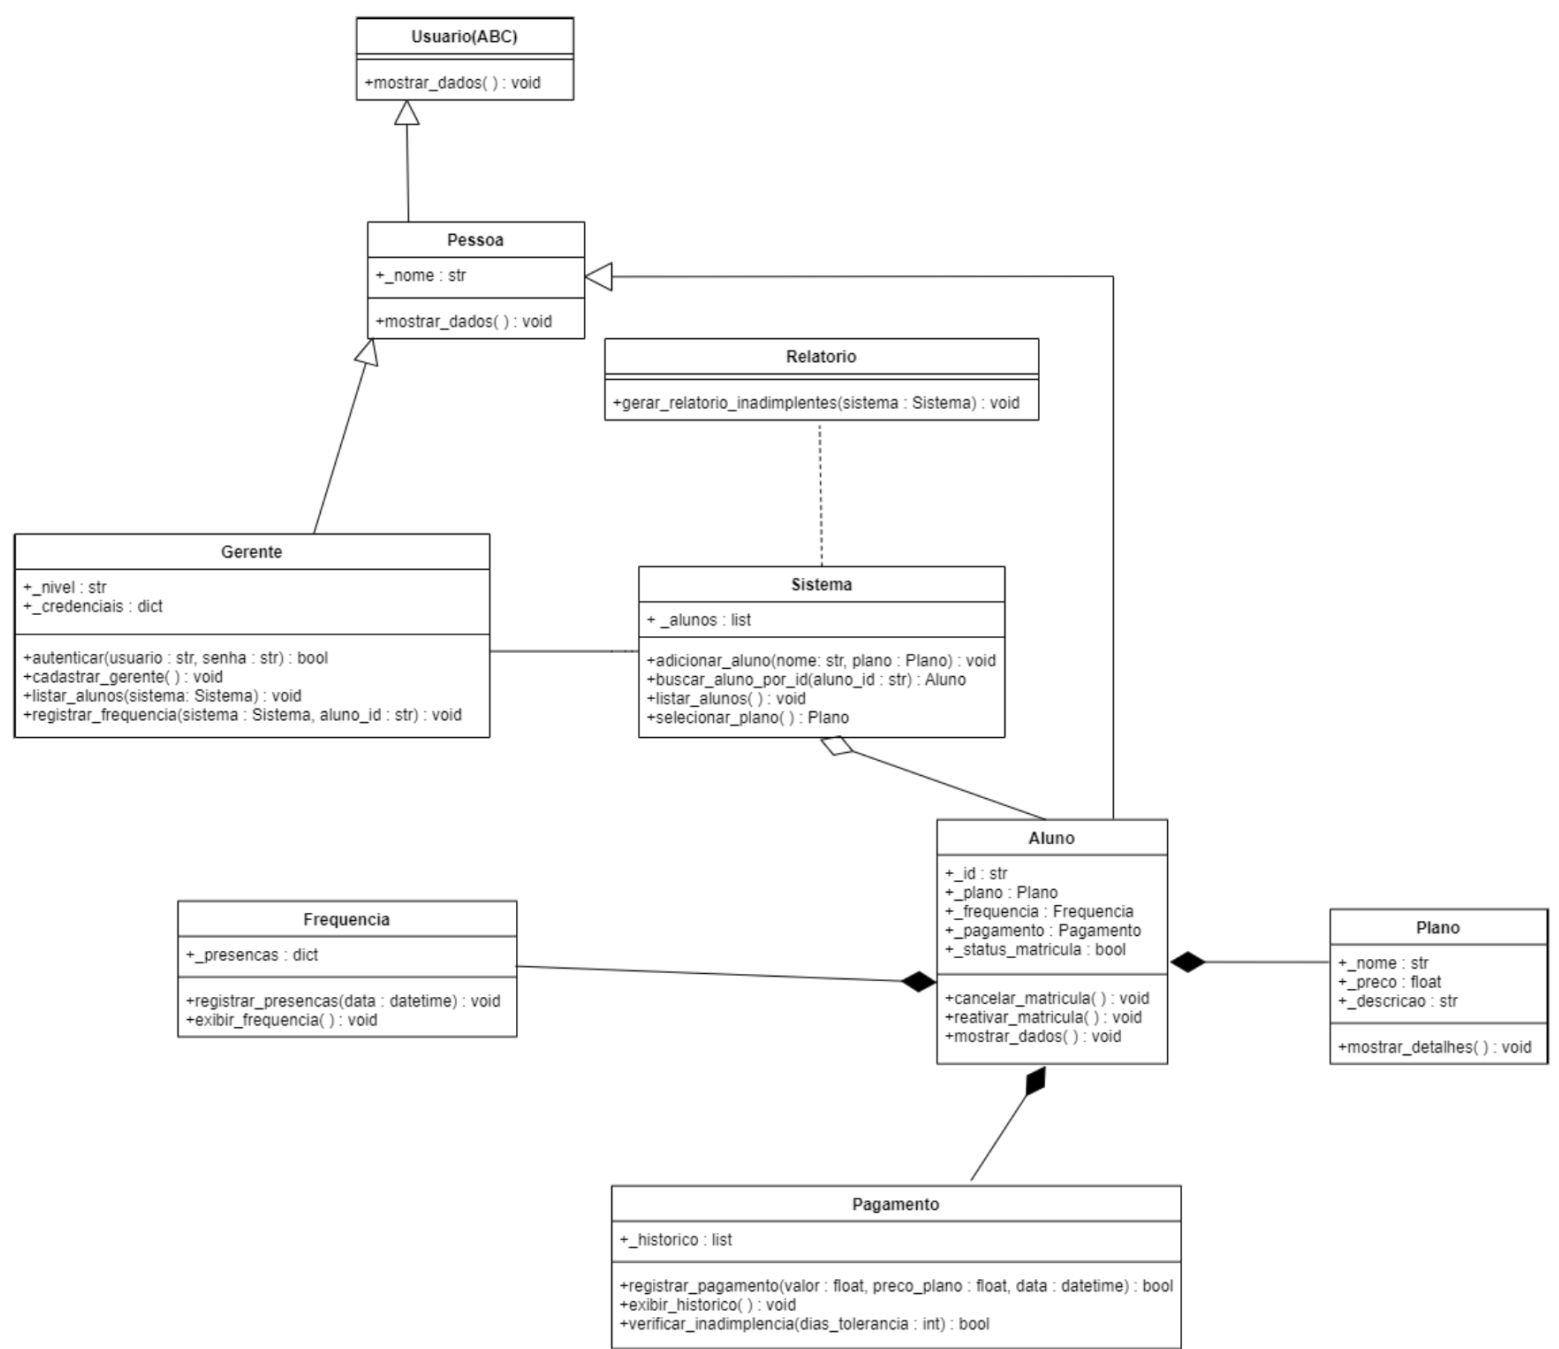 Usuario(ABC)
+mostrar_dados( ) : void
Pessoa
+_nome : str
+mostrar_dados( ) : void
Relatorio
+gerar_relatorio_inadimplentes(sistema : Sistema) : void
Gerente
+_nivel : str
+_credenciais : dict
+autenticar(usuario : str, senha : str) : bool
+cadastrar_gerente( ) : void
+listar_alunos(sistema: Sistema) : void
+registrar_frequencia(sistema : Sistema, aluno_id : str) : void
Sistema
+ _alunos : list
+adicionar_aluno(nome: str, plano : Plano) : void
+buscar_aluno_por_id(aluno_id : str) : Aluno
+listar_alunos( ) : void
+selecionar_plano( ) : Plano
Aluno
+_id : str
+_plano : Plano
+_frequencia : Frequencia
+_pagamento : Pagamento
+_status_matricula : bool
+cancelar_matricula( ) : void
+reativar_matricula( ) : void
+mostrar_dados( ) : void
Frequencia
+_presencas : dict
+registrar_presencas(data : datetime) : void
+exibir_frequencia( ) : void
Plano
+_nome : str
+_preco : float
+_descricao : str
+mostrar_detalhes( ) : void
Pagamento
+_historico : list
+registrar_pagamento(valor : float, preco_plano : float, data : datetime) : bool
+exibir_historico( ) : void
+verificar_inadimplencia(dias_tolerancia : int) : bool